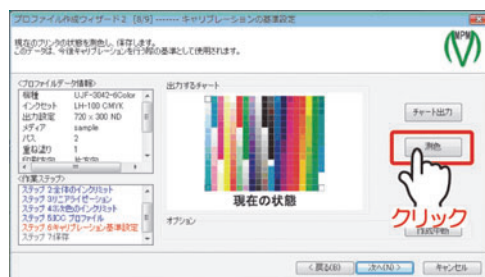 プロファイル作成ウィザード2 [8/9] ------- キャリブレーションの基準設定
現在のプリンタの状態を測色し、保存します。
このデータは、今後キャリブレーションを行う際の基準として使用されます。
MPM
<プロファイルデータ情報>
機種 UJF-3042-6Color
インクセット LH-100 CMYK
出力設定 720 x 300 ND
メディア sample
パス 2
重ね塗り 1
<作業ステップ>
ステップ 2:全体のインクリミット
ステップ 3:リニアライゼーション
ステップ 4:3次色のインクリミット
ステップ 5:ICC プロファイル
ステップ 6:キャリブレーション基準設定
ステップ 7:保存
出力するチャート
現在の状態
オプション
チャート出力
測色
クリック
作成中断
< 戻る(B)
次へ(N) >
キャンセル